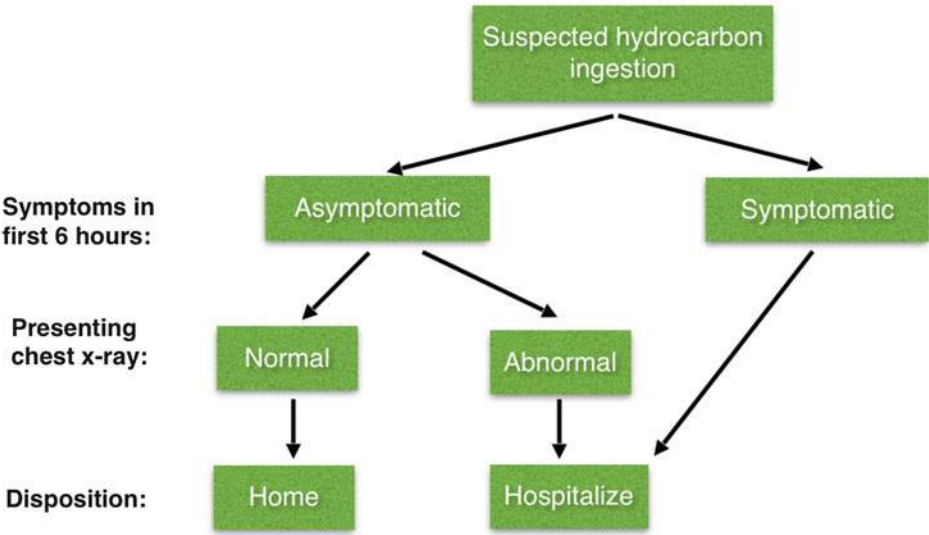 Suspected hydrocarbon
ingestion
Symptoms in
first 6 hours:
Asymptomatic
Symptomatic
Presenting
chest x-ray:
Normal
Abnormal
Disposition:
Home
Hospitalize